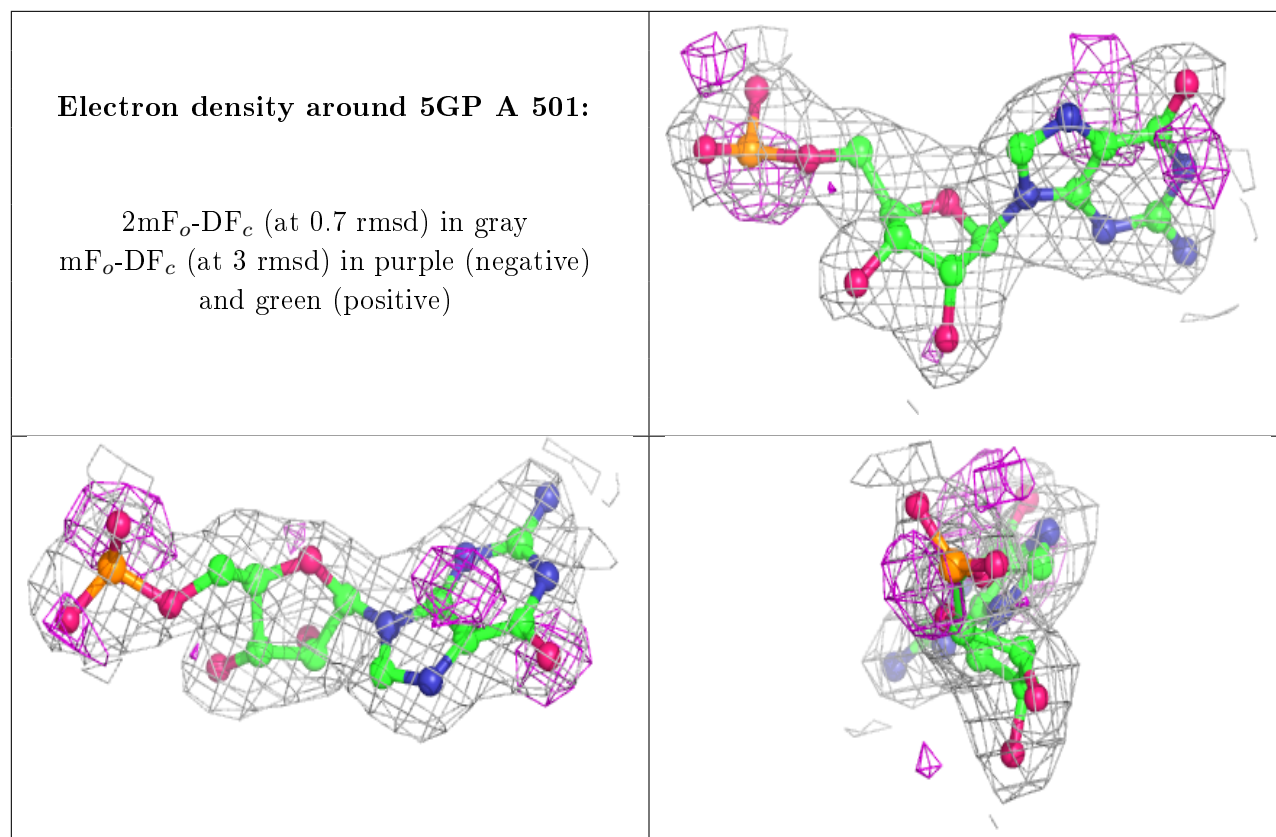 Electron density around 5GP A 501:
2mFₒ-DF𝑐 (at 0.7 rmsd) in gray
mFₒ-DF𝑐 (at 3 rmsd) in purple (negative)
and green (positive)